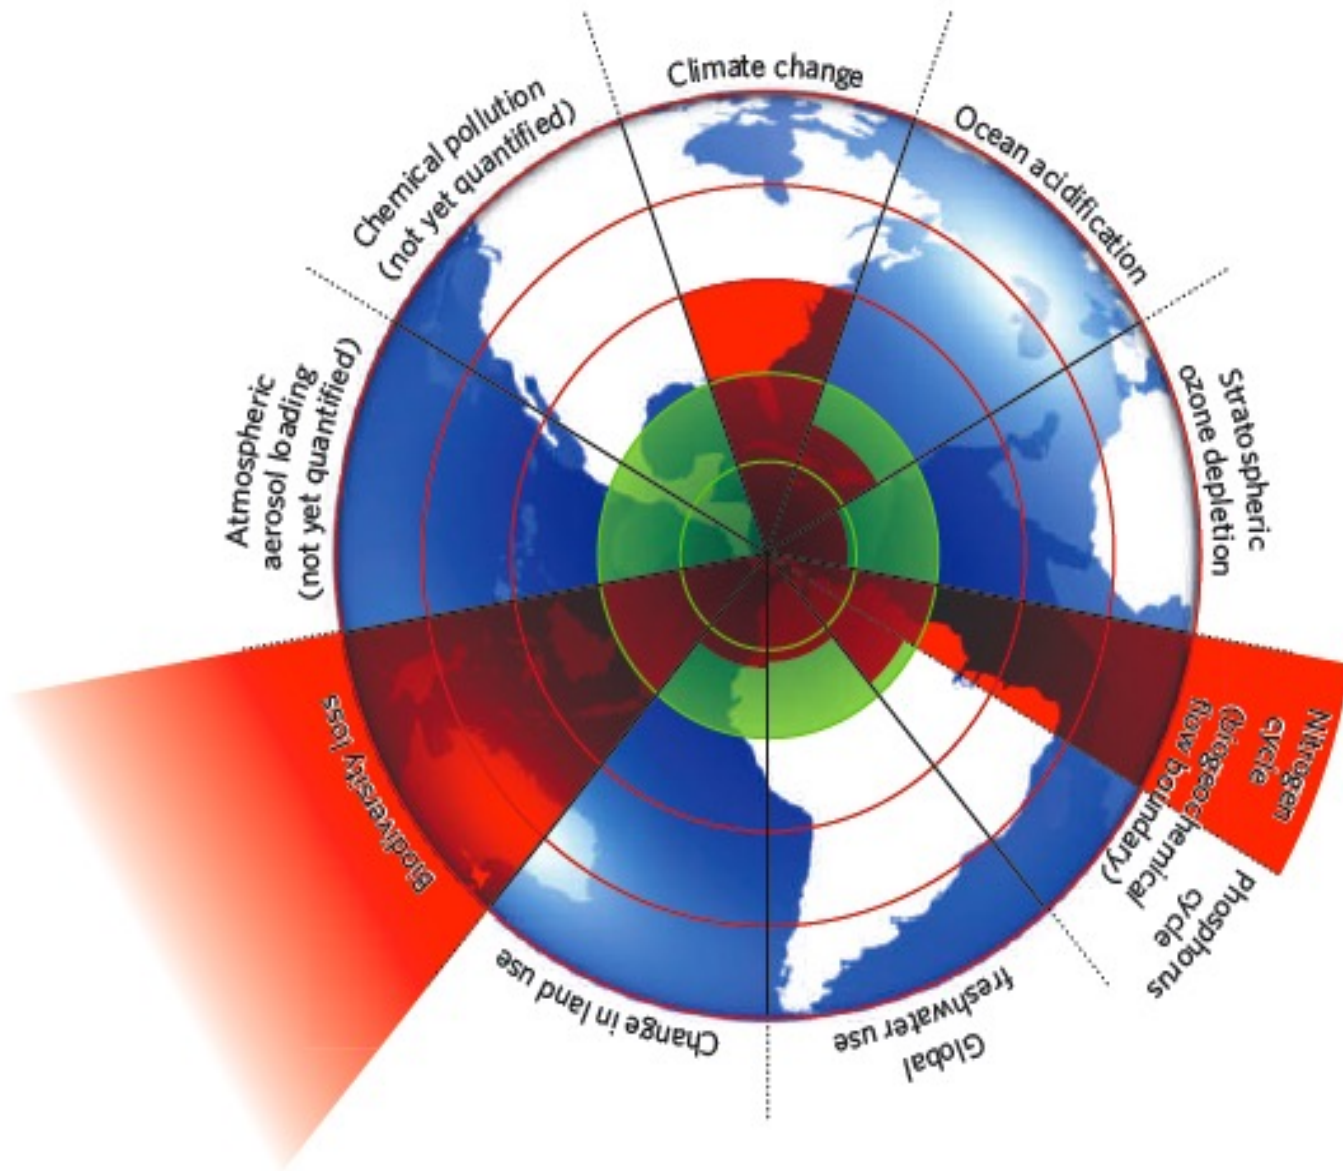 Climate change
Ocean acidification
Stratospheric
ozone depletion
Nitrogen
cycle
(biogeochemical
flow boundary)
Phosphorus
cycle
Global
freshwater use
Change in land use
Biodiversity loss
Atmospheric
aerosol loading
(not yet quantified)
Chemical pollution
(not yet quantified)